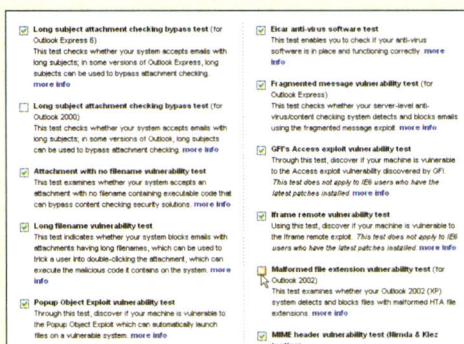 Long subject attachment checking bypass test (for
Outlook Express 6)
This test checks whether your system accepts emails with
long subjects; in some versions of Outlook Express, long
subjects can be used to bypass attachment checking.
more info
Long subject attachment checking bypass test (for
Outlook 2000)
This test checks whether your system accepts emails with
long subjects; in some versions of Outlook, long subjects
can be used to bypass attachment checking. more info
Attachment with no filename vulnerability test
This test examines whether your system accepts an
attachment with no filename containing executable code that
can bypass content checking security solutions. more info
Long filename vulnerability test
This test indicates whether your system blocks emails with
attachments having long filenames, which can be used to
trick a user into double-clicking the attachment, which can
execute the malicious code it contains on the system. more
info
Popup Object Exploit vulnerability test
Through this test, discover if your machine is vulnerable to
the Popup Object Exploit which can automatically launch
files on a vulnerable system. more info
Eicar anti-virus software test
This test enables you to check if your anti-virus
software is in place and functioning correctly. more
info
Fragmented message vulnerability test (for
Outlook Express)
This test checks whether your server-level anti-
virus/content checking system detects and blocks emails
using the fragmented message exploit. more info
GFI's Access exploit vulnerability test
Through this test, discover if your machine is vulnerable
to the Access exploit vulnerability discovered by GFI.
This test does not apply to IE6 users who have the
latest patches installed. more info
Iframe remote vulnerability test
Using this test, discover if your machine is vulnerable to
the Iframe remote exploit. This test does not apply to IE6
users who have the latest patches installed. more info
Malformed file extension vulnerability test (for
Outlook 2002)
This test examines whether your Outlook 2002 (XP)
system detects and blocks files with malformed HTA file
extensions. more info
MIME header vulnerability test (Nimda & Klez